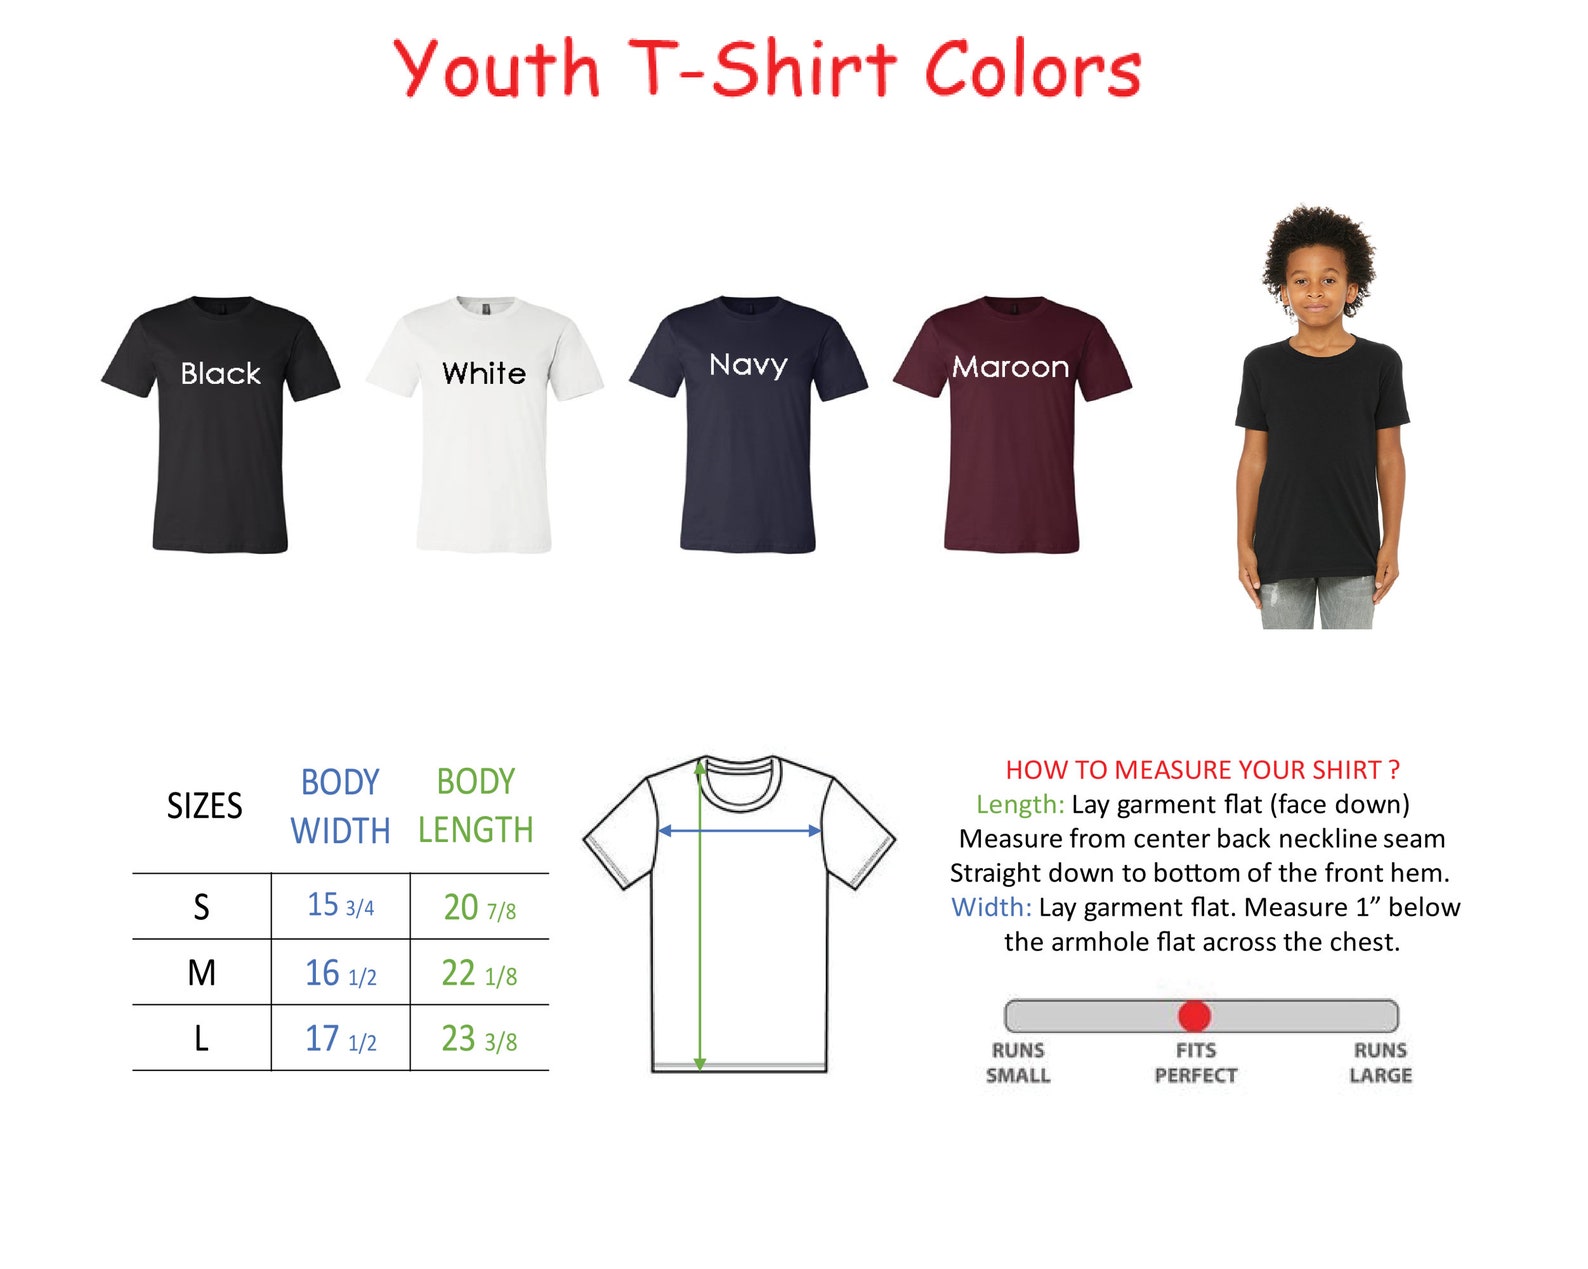 Youth T-Shirt Colors
Black
White
Navy
Maroon
SIZES
BODY
WIDTH
BODY
LENGTH
S
15 3/4
20 7/8
M
16 1/2
22 1/8
L
17 1/2
23 3/8
HOW TO MEASURE YOUR SHIRT ?
Length: Lay garment flat (face down)
Measure from center back neckline seam
Straight down to bottom of the front hem.
Width: Lay garment flat. Measure 1” below
the armhole flat across the chest.
RUNS
SMALL
FITS
PERFECT
RUNS
LARGE